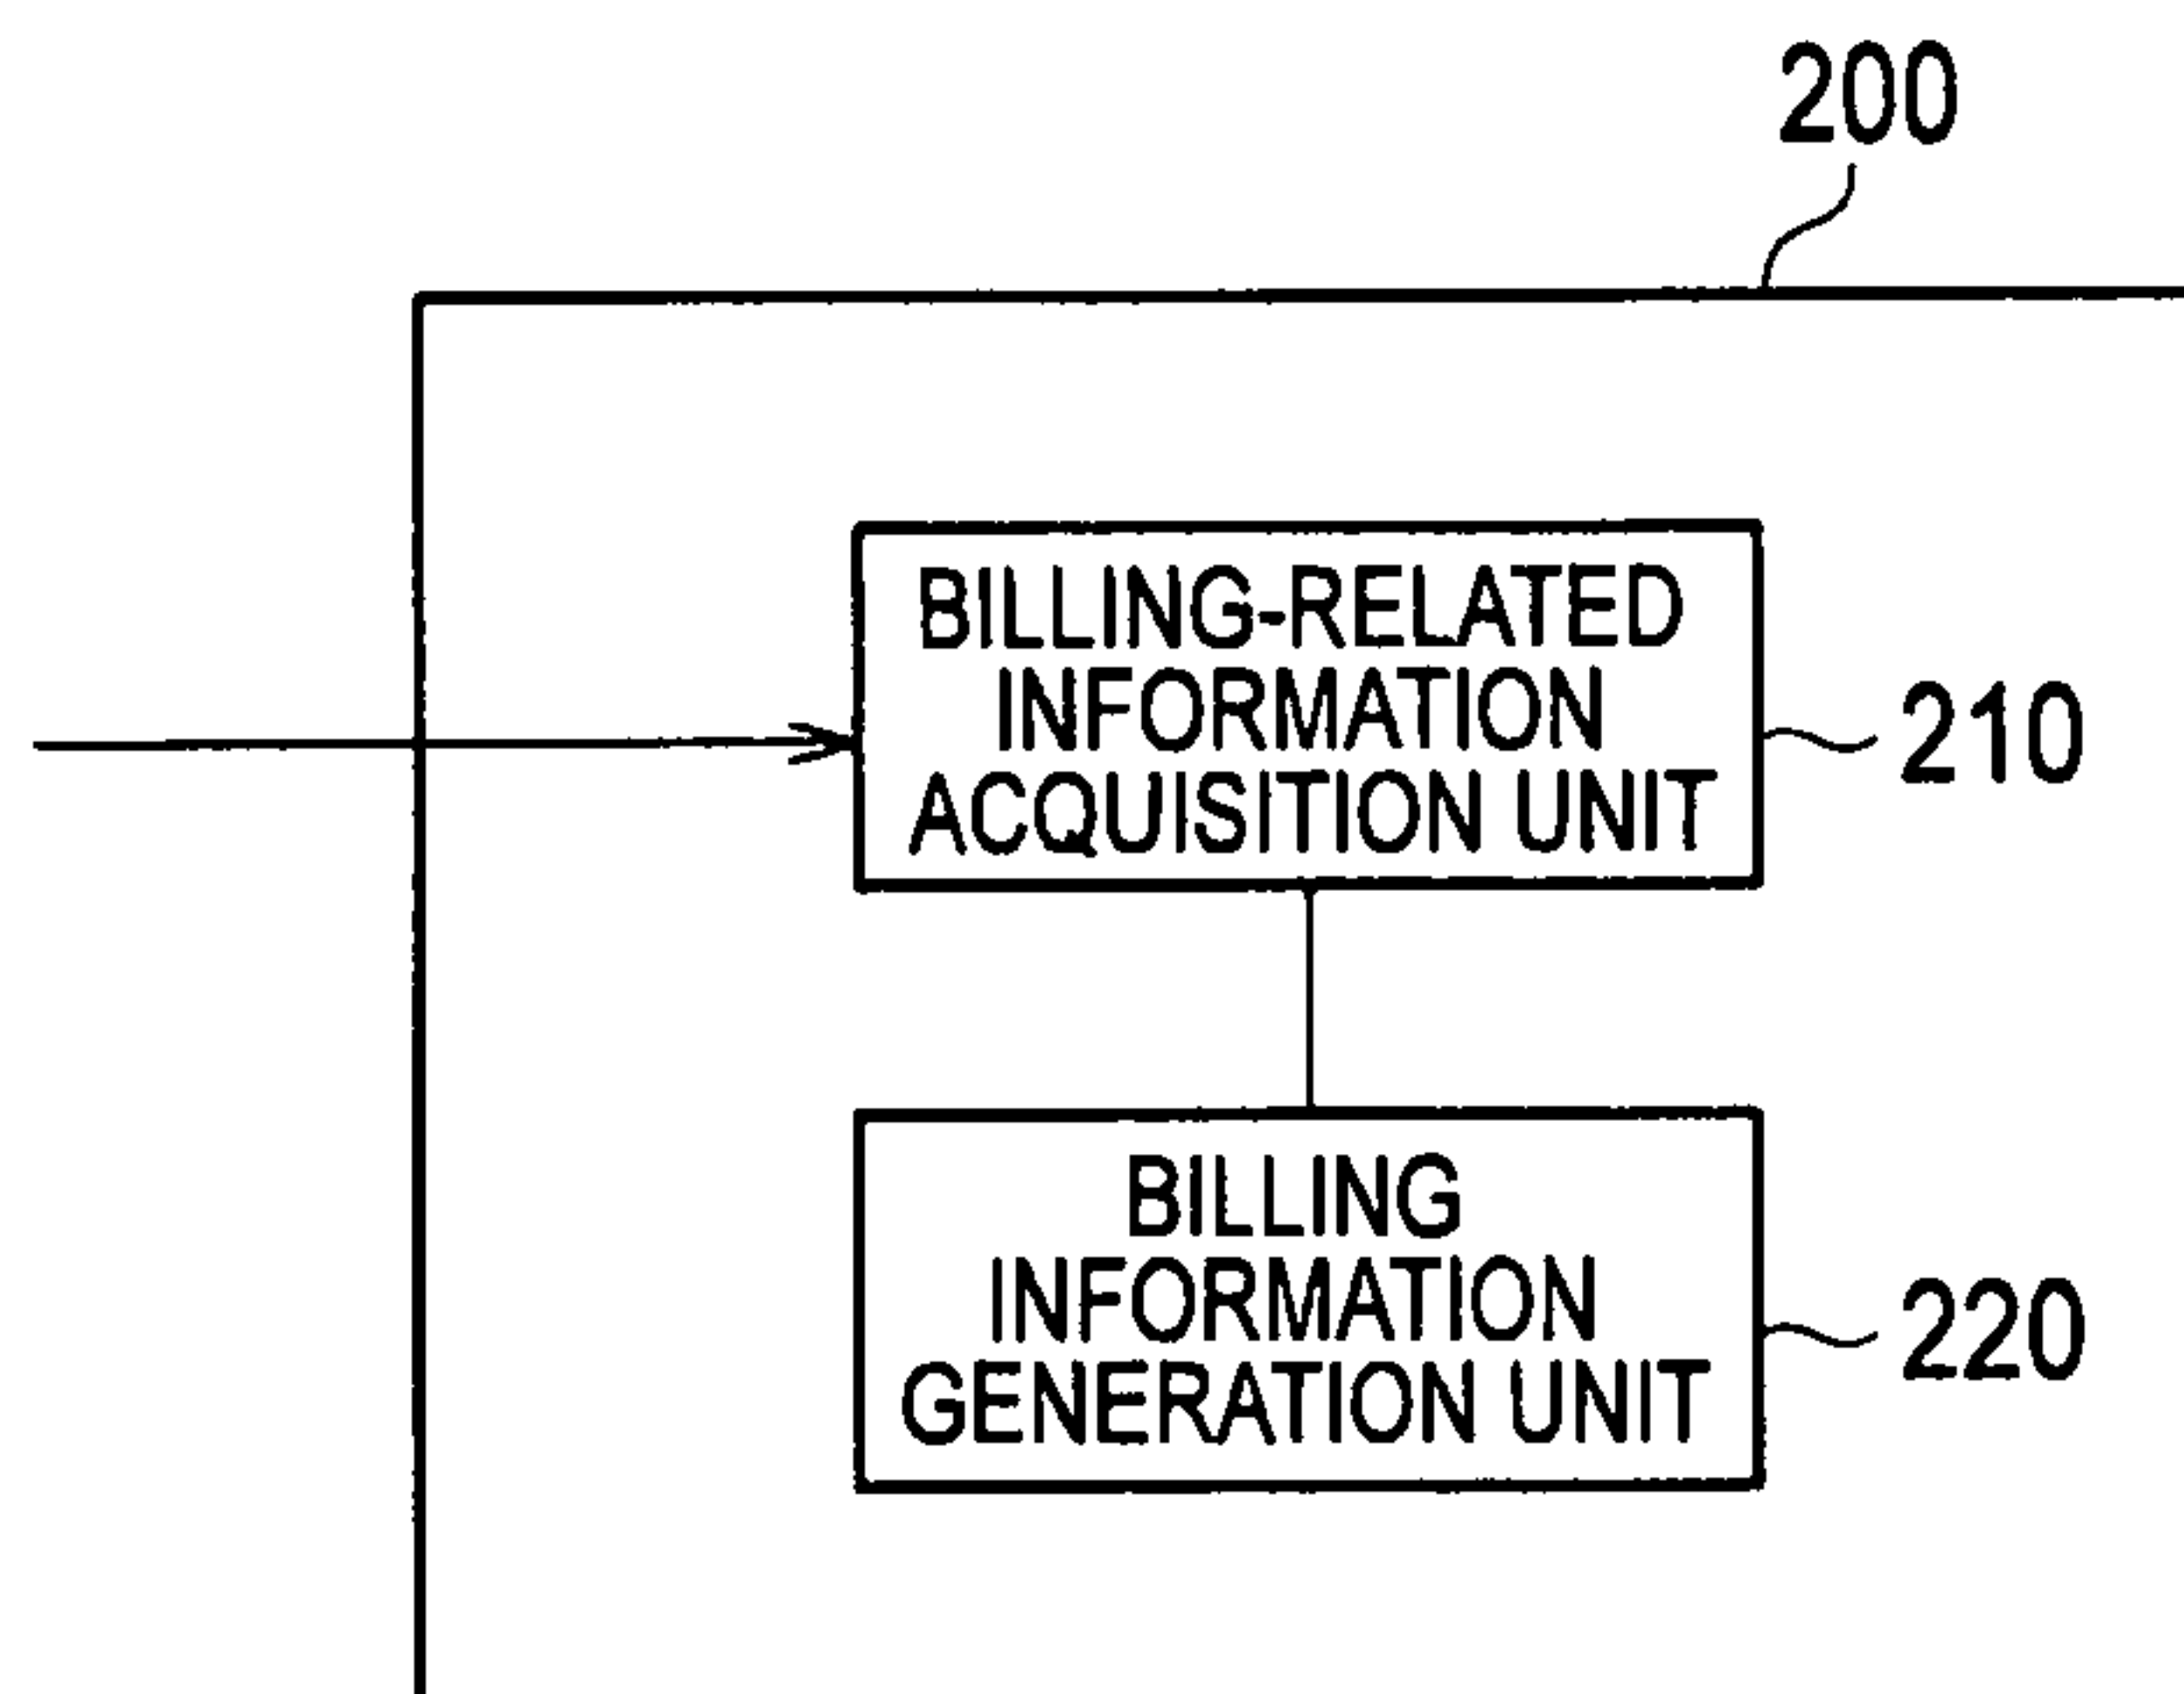 200
BILLING-RELATED
INFORMATION
ACQUISITION UNIT
210
BILLING
INFORMATION
GENERATION UNIT
220